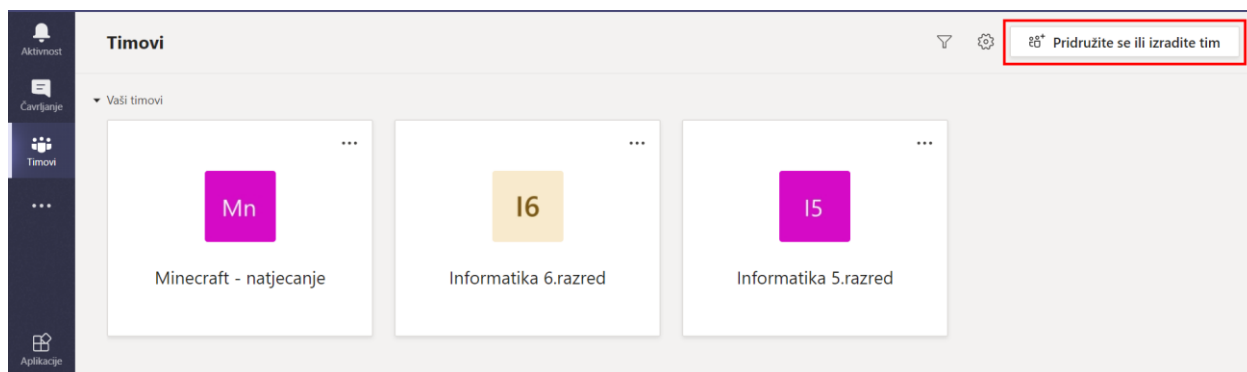 Aktivnost
Čavrljanje
Timovi
Aplikacije
Timovi
Pridružite se ili izradite tim
Vaši timovi
Mn
Minecraft - natjecanje
I6
Informatika 6.razred
I5
Informatika 5.razred